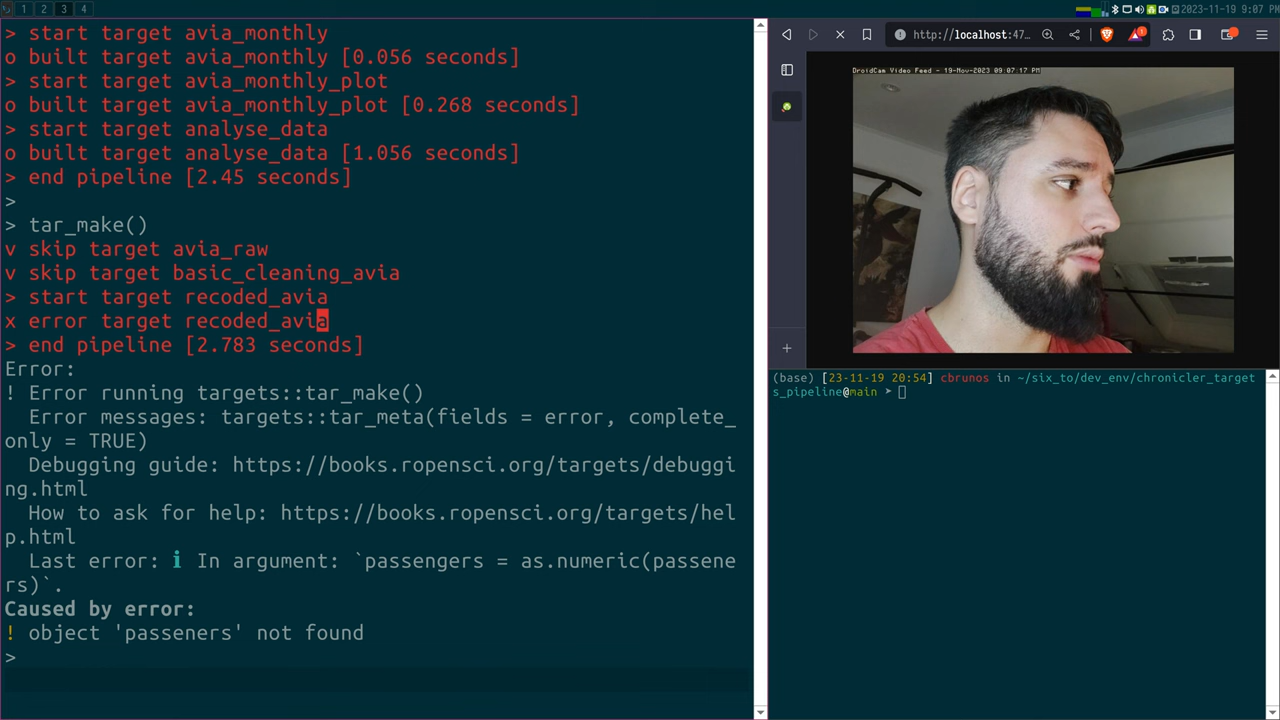 1 2 3 4
2023-11-19 9:07 PM
> start target avia_monthly
o built target avia_monthly [0.056 seconds]
> start target avia_monthly_plot
o built target avia_monthly_plot [0.268 seconds]
> start target analyse_data
o built target analyse_data [1.056 seconds]
> end pipeline [2.45 seconds]
>
> tar_make()
v skip target avia_raw
v skip target basic_cleaning_avia
> start target recoded_avia
x error target recoded_avia
> end pipeline [2.783 seconds]
Error:
! Error running targets::tar_make()
Error messages: targets::tar_meta(fields = error, complete_
only = TRUE)
Debugging guide: https://books.ropensci.org/targets/debuggi
ng.html
How to ask for help: https://books.ropensci.org/targets/hel
p.html
Last error: ℹ In argument: `passengers = as.numeric(passene
rs)`.
Caused by error:
! object 'passeners' not found
>
http://localhost:47…
1
DroidCam Video Feed - 19-Nov-2023 09:07:17 PM
(base) [23-11-19 20:54] cbrunos in ~/six_to/dev_env/chronicler_target
s_pipeline@main ➤